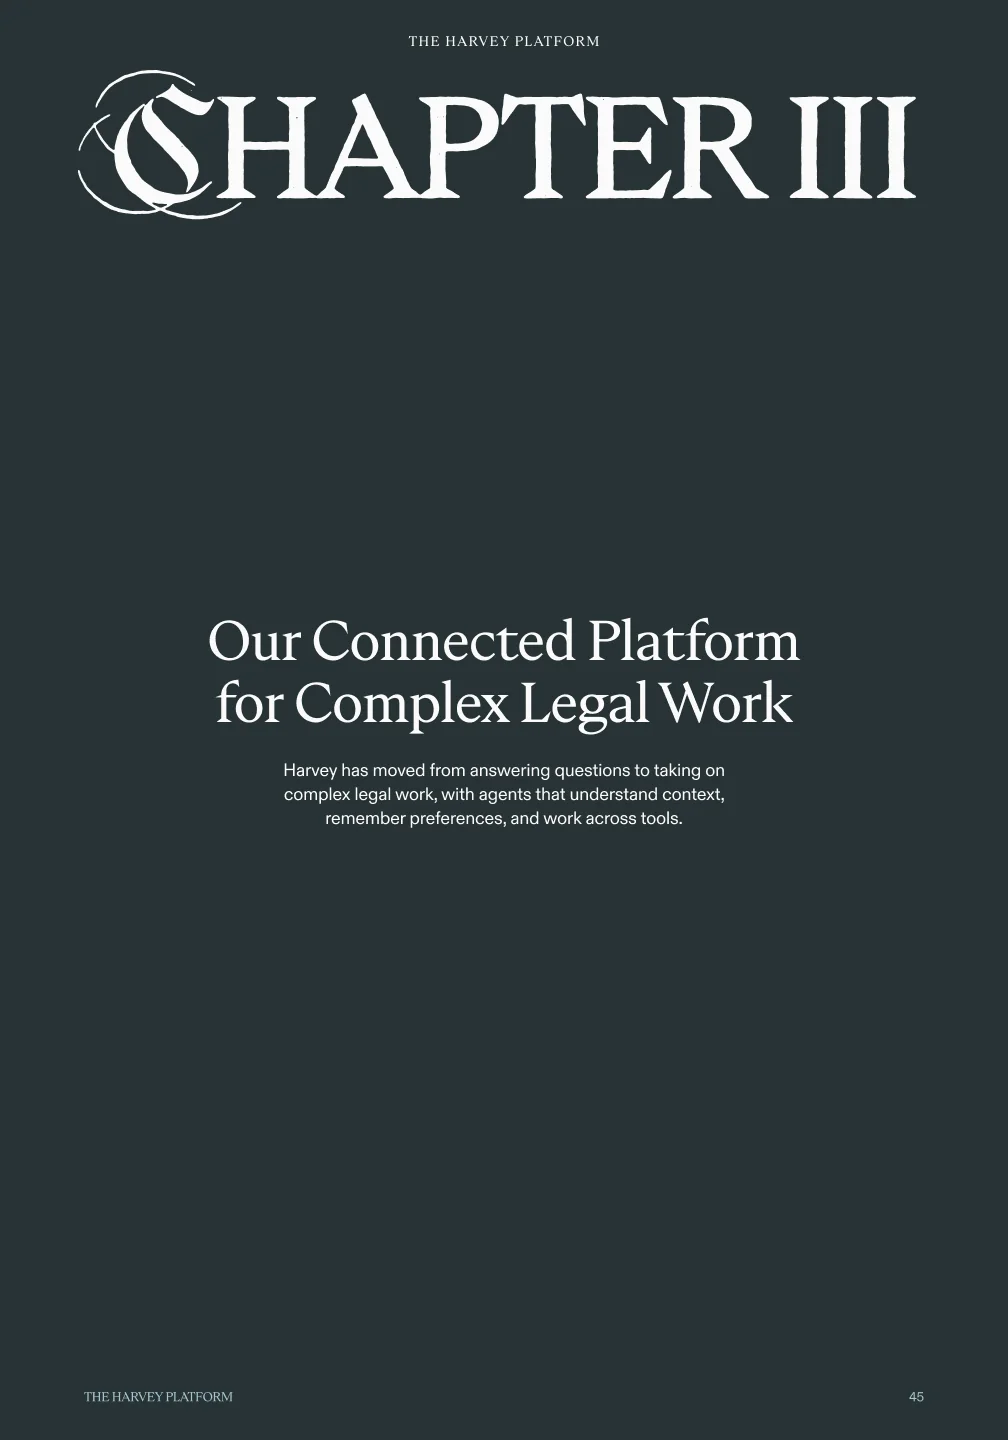 THE HARVEY PLATFORM
CHAPTER III
Our Connected Platform
for Complex Legal Work
Harvey has moved from answering questions to taking on
complex legal work, with agents that understand context,
remember preferences, and work across tools.
THE HARVEY PLATFORM
45